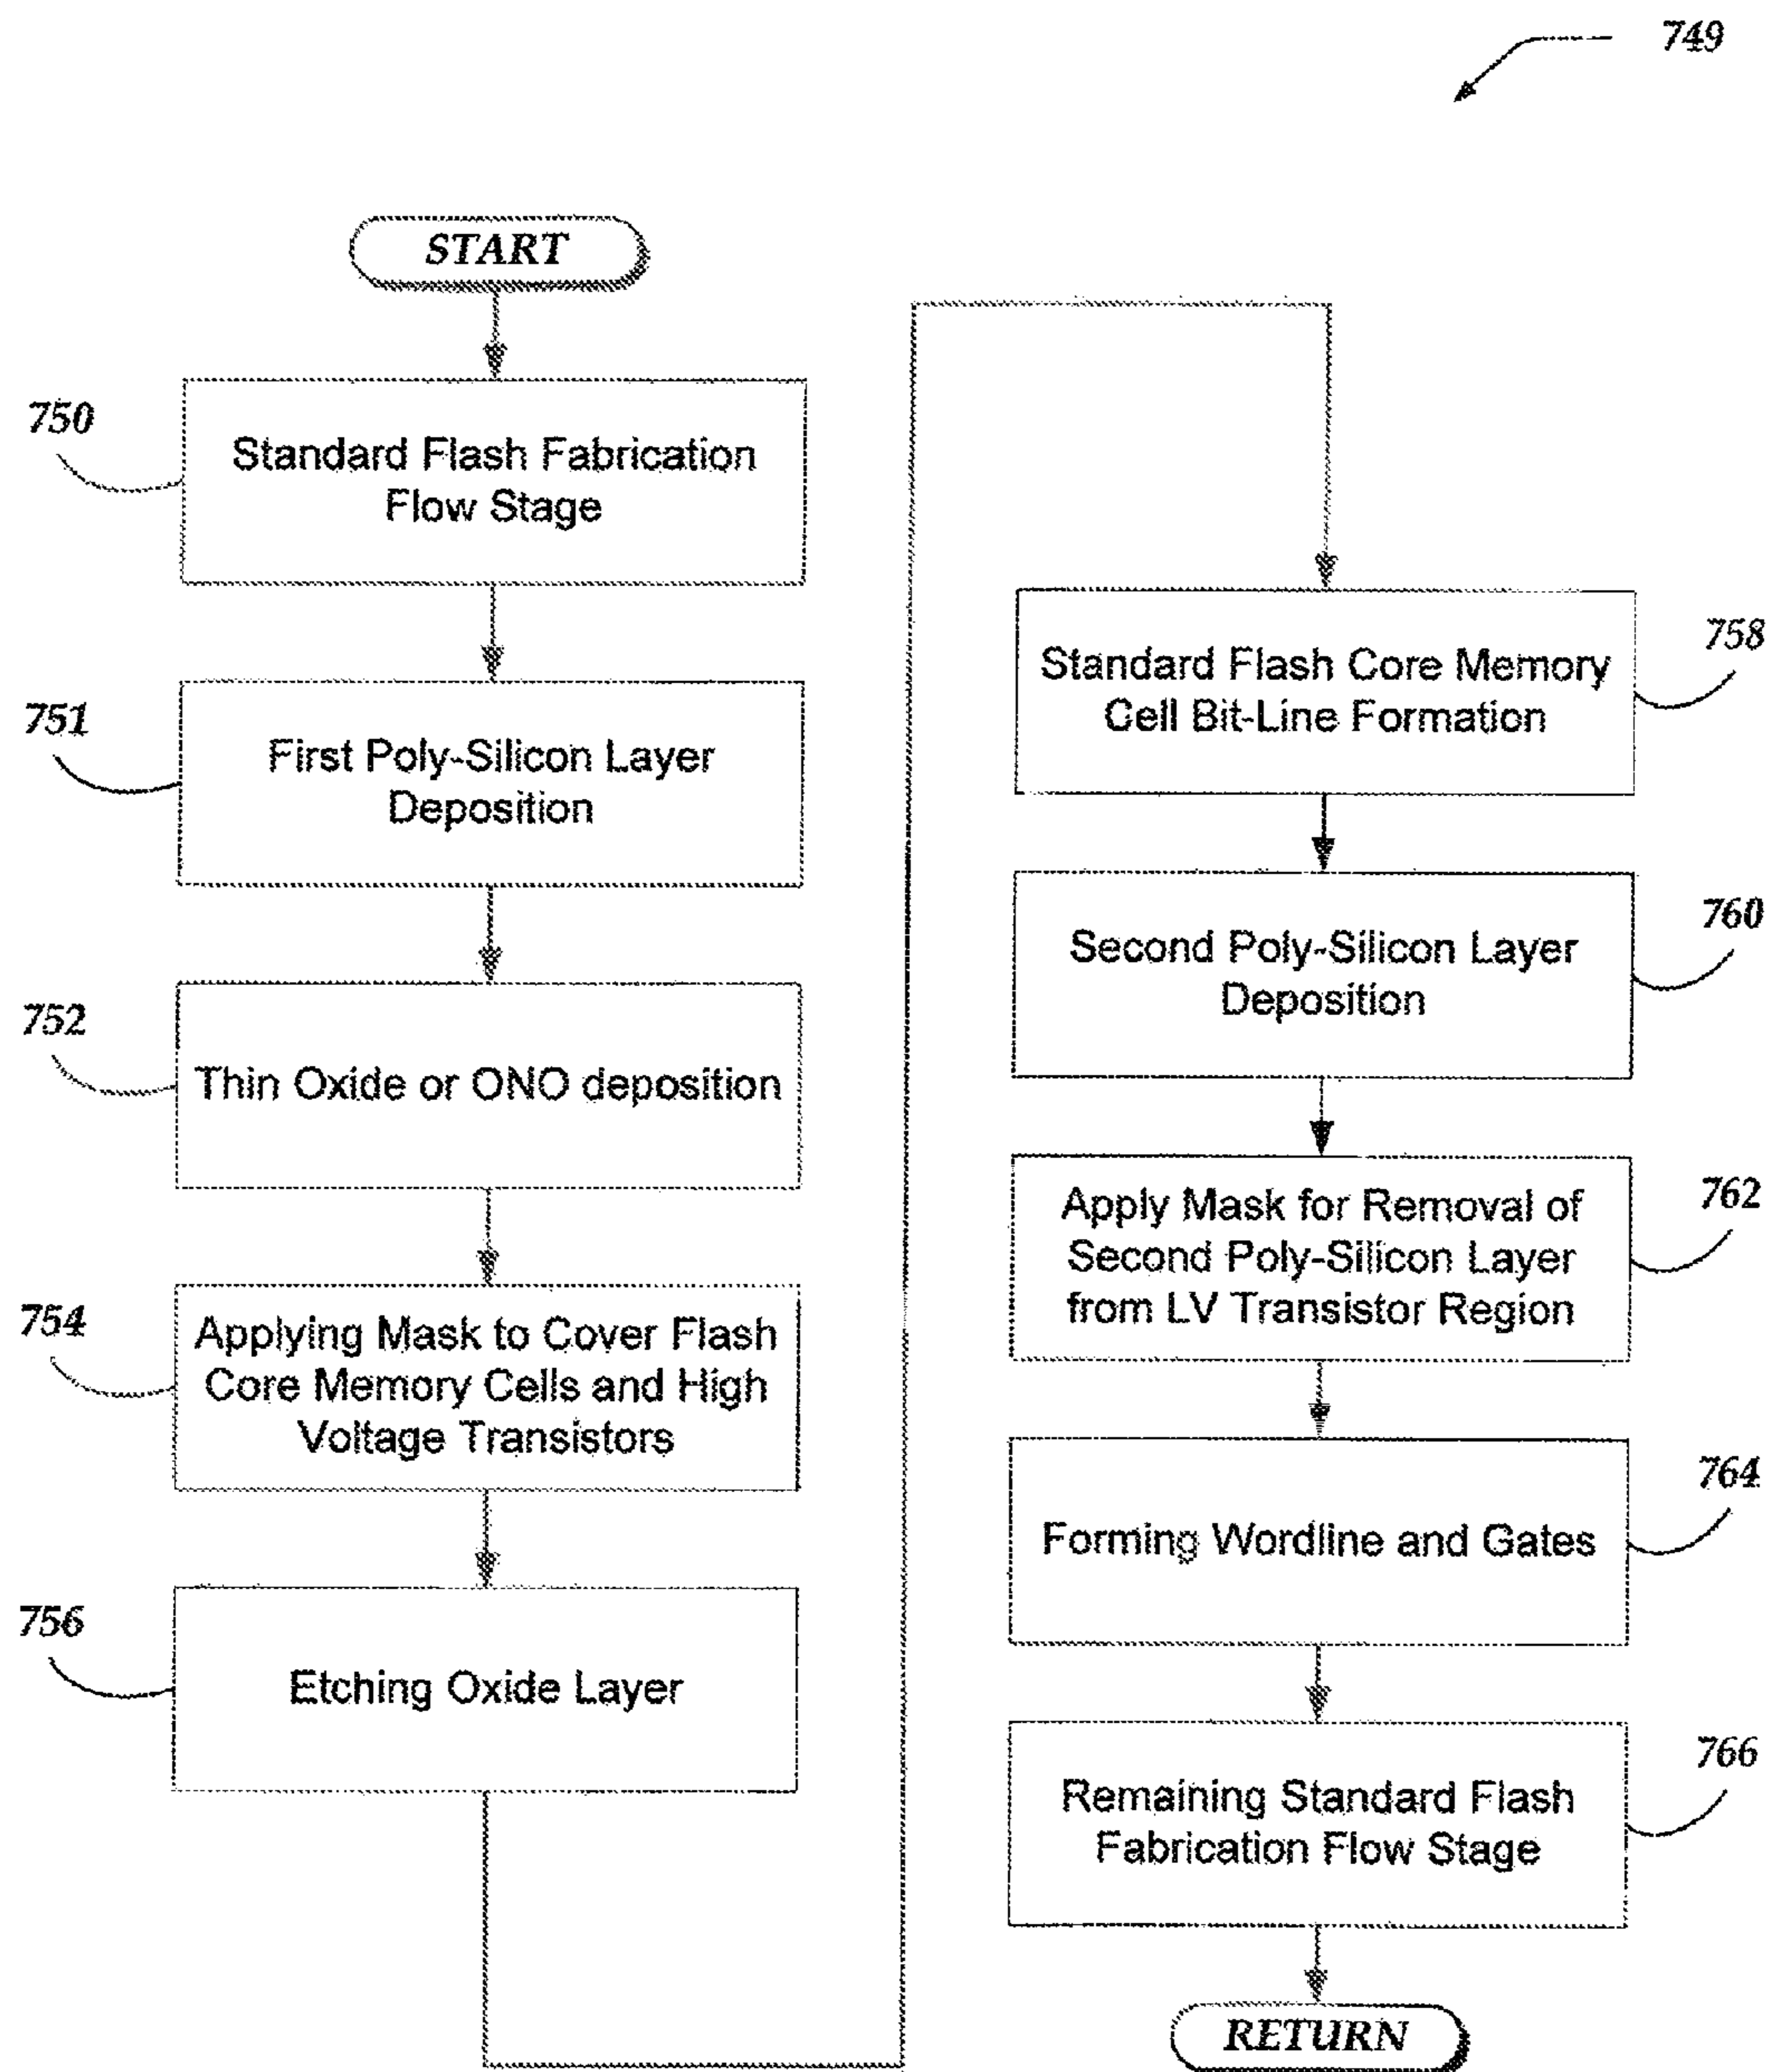 749
START
750
Standard Flash Fabrication
Flow Stage
751
First Poly-Silicon Layer
Deposition
752
Thin Oxide or ONO deposition
754
Applying Mask to Cover Flash
Core Memory Cells and High
Voltage Transistors
756
Etching Oxide Layer
758
Standard Flash Core Memory
Cell Bit-Line Formation
760
Second Poly-Silicon Layer
Deposition
762
Apply Mask for Removal of
Second Poly-Silicon Layer
from LV Transistor Region
764
Forming Wordline and Gates
766
Remaining Standard Flash
Fabrication Flow Stage
RETURN